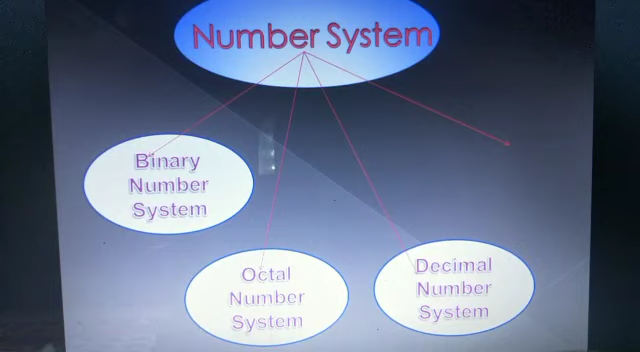 Number System
Binary
Number
System
Octal
Number
System
Decimal
Number
System